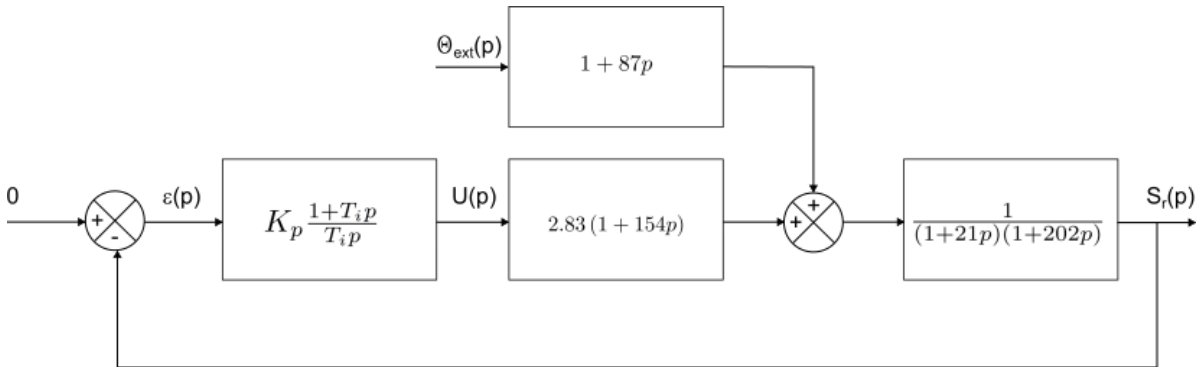 Θext(p)
1 + 87p
0
+
-
ε(p)
Kp 1+Tip / Tip
U(p)
2.83 (1 + 154p)
+
+
1 / (1+21p)(1+202p)
Sr(p)